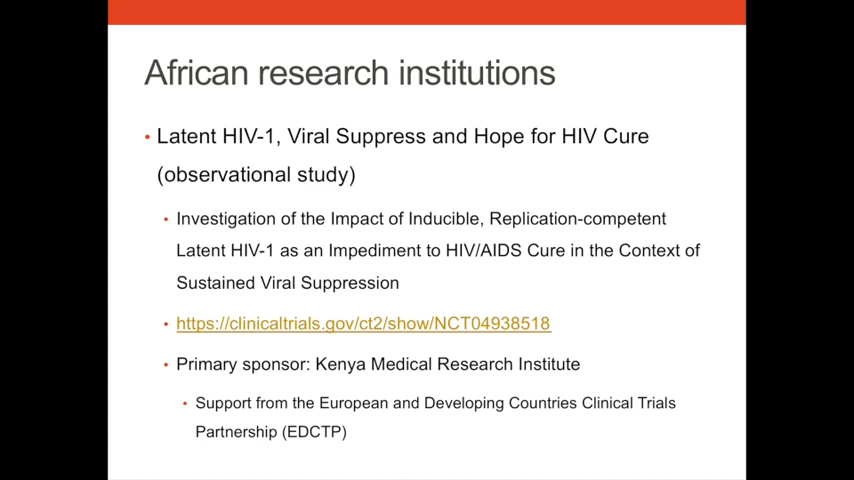 African research institutions
• Latent HIV-1, Viral Suppress and Hope for HIV Cure
(observational study)
• Investigation of the Impact of Inducible, Replication-competent
Latent HIV-1 as an Impediment to HIV/AIDS Cure in the Context of
Sustained Viral Suppression
• https://clinicaltrials.gov/ct2/show/NCT04938518
• Primary sponsor: Kenya Medical Research Institute
• Support from the European and Developing Countries Clinical Trials
Partnership (EDCTP)